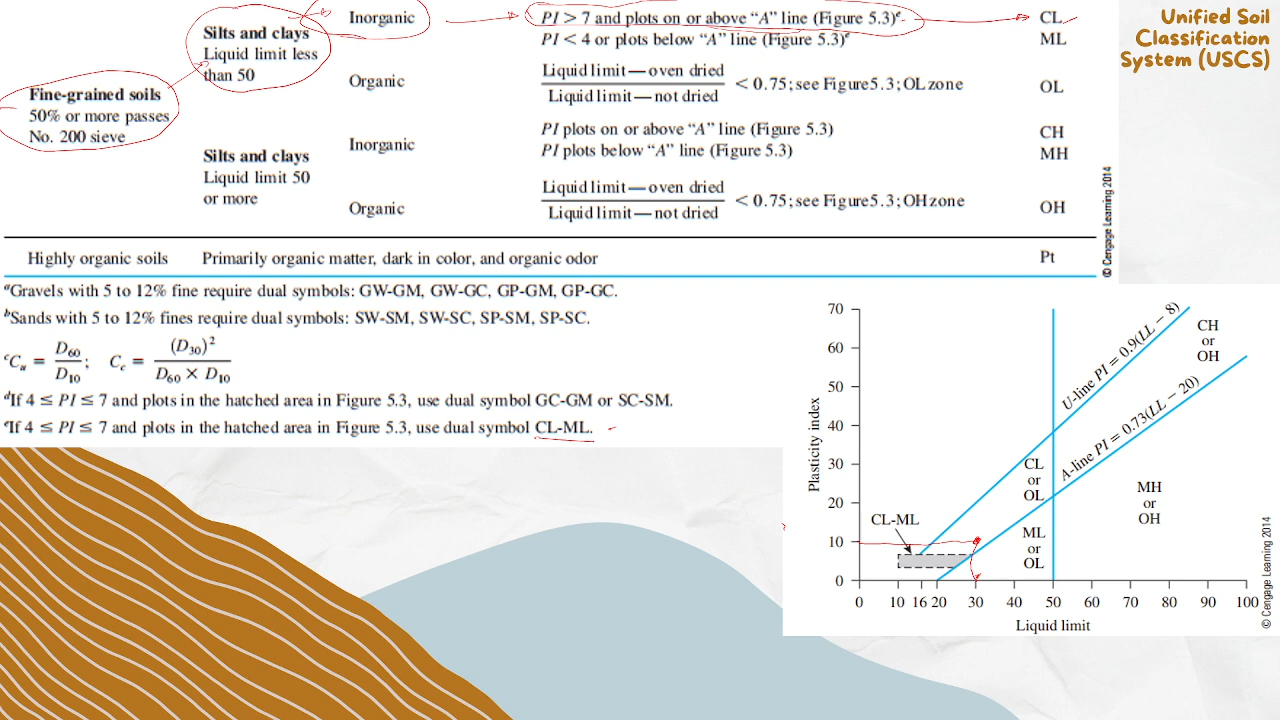 Unified Soil
Classification
System (USCS)
Fine-grained soils
50% or more passes
No. 200 sieve
Silts and clays
Liquid limit less
than 50
Inorganic
PI > 7 and plots on or above “A” line (Figure 5.3)ᵉ
CL
PI < 4 or plots below “A” line (Figure 5.3)ᵉ
ML
Organic
Liquid limit—oven dried
Liquid limit—not dried
< 0.75; see Figure 5.3; OL zone
OL
Silts and clays
Liquid limit 50
or more
Inorganic
PI plots on or above “A” line (Figure 5.3)
CH
PI plots below “A” line (Figure 5.3)
MH
Organic
Liquid limit—oven dried
Liquid limit—not dried
< 0.75; see Figure 5.3; OH zone
OH
Highly organic soils Primarily organic matter, dark in color, and organic odor Pt
© Cengage Learning 2014
ᵃGravels with 5 to 12% fine require dual symbols: GW-GM, GW-GC, GP-GM, GP-GC.
ᵇSands with 5 to 12% fines require dual symbols: SW-SM, SW-SC, SP-SM, SP-SC.
ᶜCᵤ = D₆₀ / D₁₀ ; C꜀ = (D₃₀)² / D₆₀ × D₁₀
ᵈIf 4 ≤ PI ≤ 7 and plots in the hatched area in Figure 5.3, use dual symbol GC-GM or SC-SM.
ᵉIf 4 ≤ PI ≤ 7 and plots in the hatched area in Figure 5.3, use dual symbol CL-ML.
Plasticity index
70
60
50
40
30
20
10
0
U-line PI = 0.9(LL − 8)
A-line PI = 0.73(LL − 20)
CH
or
OH
CL
or
OL
MH
or
OH
CL-ML
ML
or
OL
0 10 16 20 30 40 50 60 70 80 90 100
Liquid limit
© Cengage Learning 2014